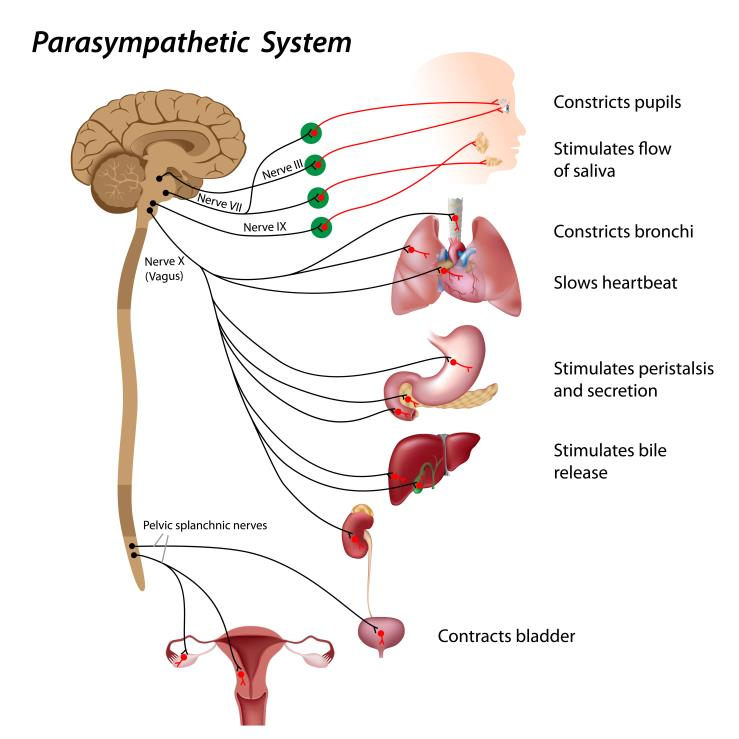 Parasympathetic System
Constricts pupils
Stimulates flow
of saliva
Nerve III
Nerve VII
Nerve IX
Constricts bronchi
Nerve X
(Vagus)
Slows heartbeat
Stimulates peristalsis
and secretion
Stimulates bile
release
Pelvic splanchnic nerves
Contracts bladder